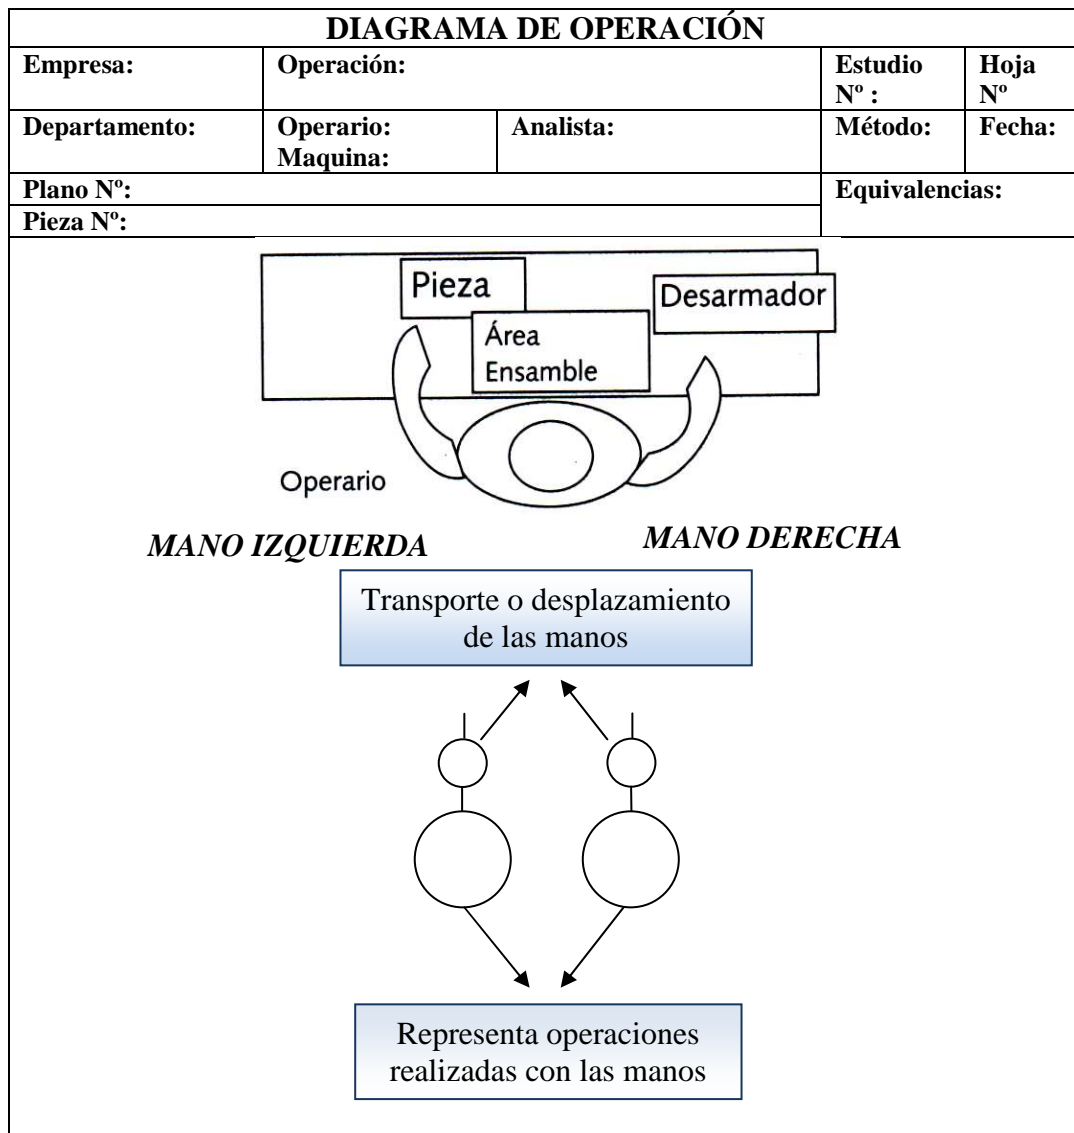 DIAGRAMA DE OPERACIÓN
Empresa:
Operación:
Estudio
Nº :
Hoja
Nº
Departamento:
Operario:
Maquina:
Analista:
Método:
Fecha:
Plano Nº:
Equivalencias:
Pieza Nº:
Pieza
Desarmador
Área
Ensamble
Operario
MANO IZQUIERDA
MANO DERECHA
Transporte o desplazamiento
de las manos
Representa operaciones
realizadas con las manos